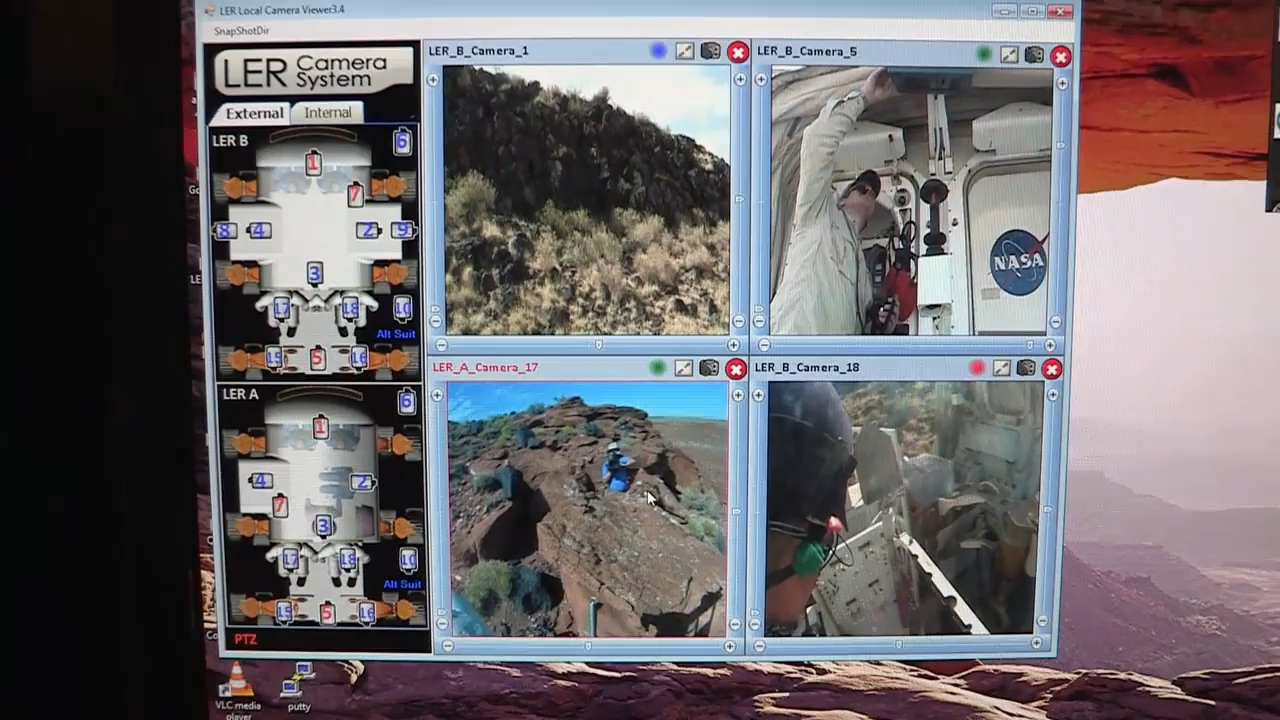 LER Local Camera Viewer3.4
SnapShotDir
LER Camera System
External Internal
LER B
6
1
7
8 4 2 9
3
17 18 10
Alt Suit
15 5 16
LER A
6
1
4 2
7
3
17 18 10
Alt Suit
15 5 16
PTZ
LER_B_Camera_1
LER_B_Camera_5
NASA
LER_A_Camera_17
LER_B_Camera_18
VLC media
player
putty